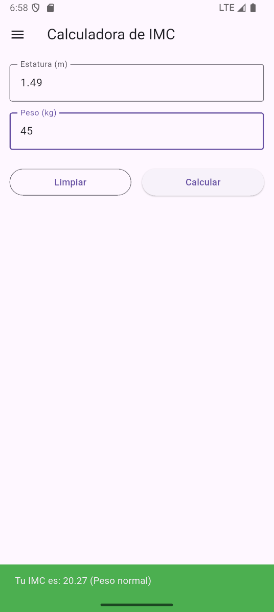 6:58 LTE
Calculadora de IMC
Estatura (m)
1.49
Peso (kg)
45
Limpiar Calcular
Tu IMC es: 20.27 (Peso normal)